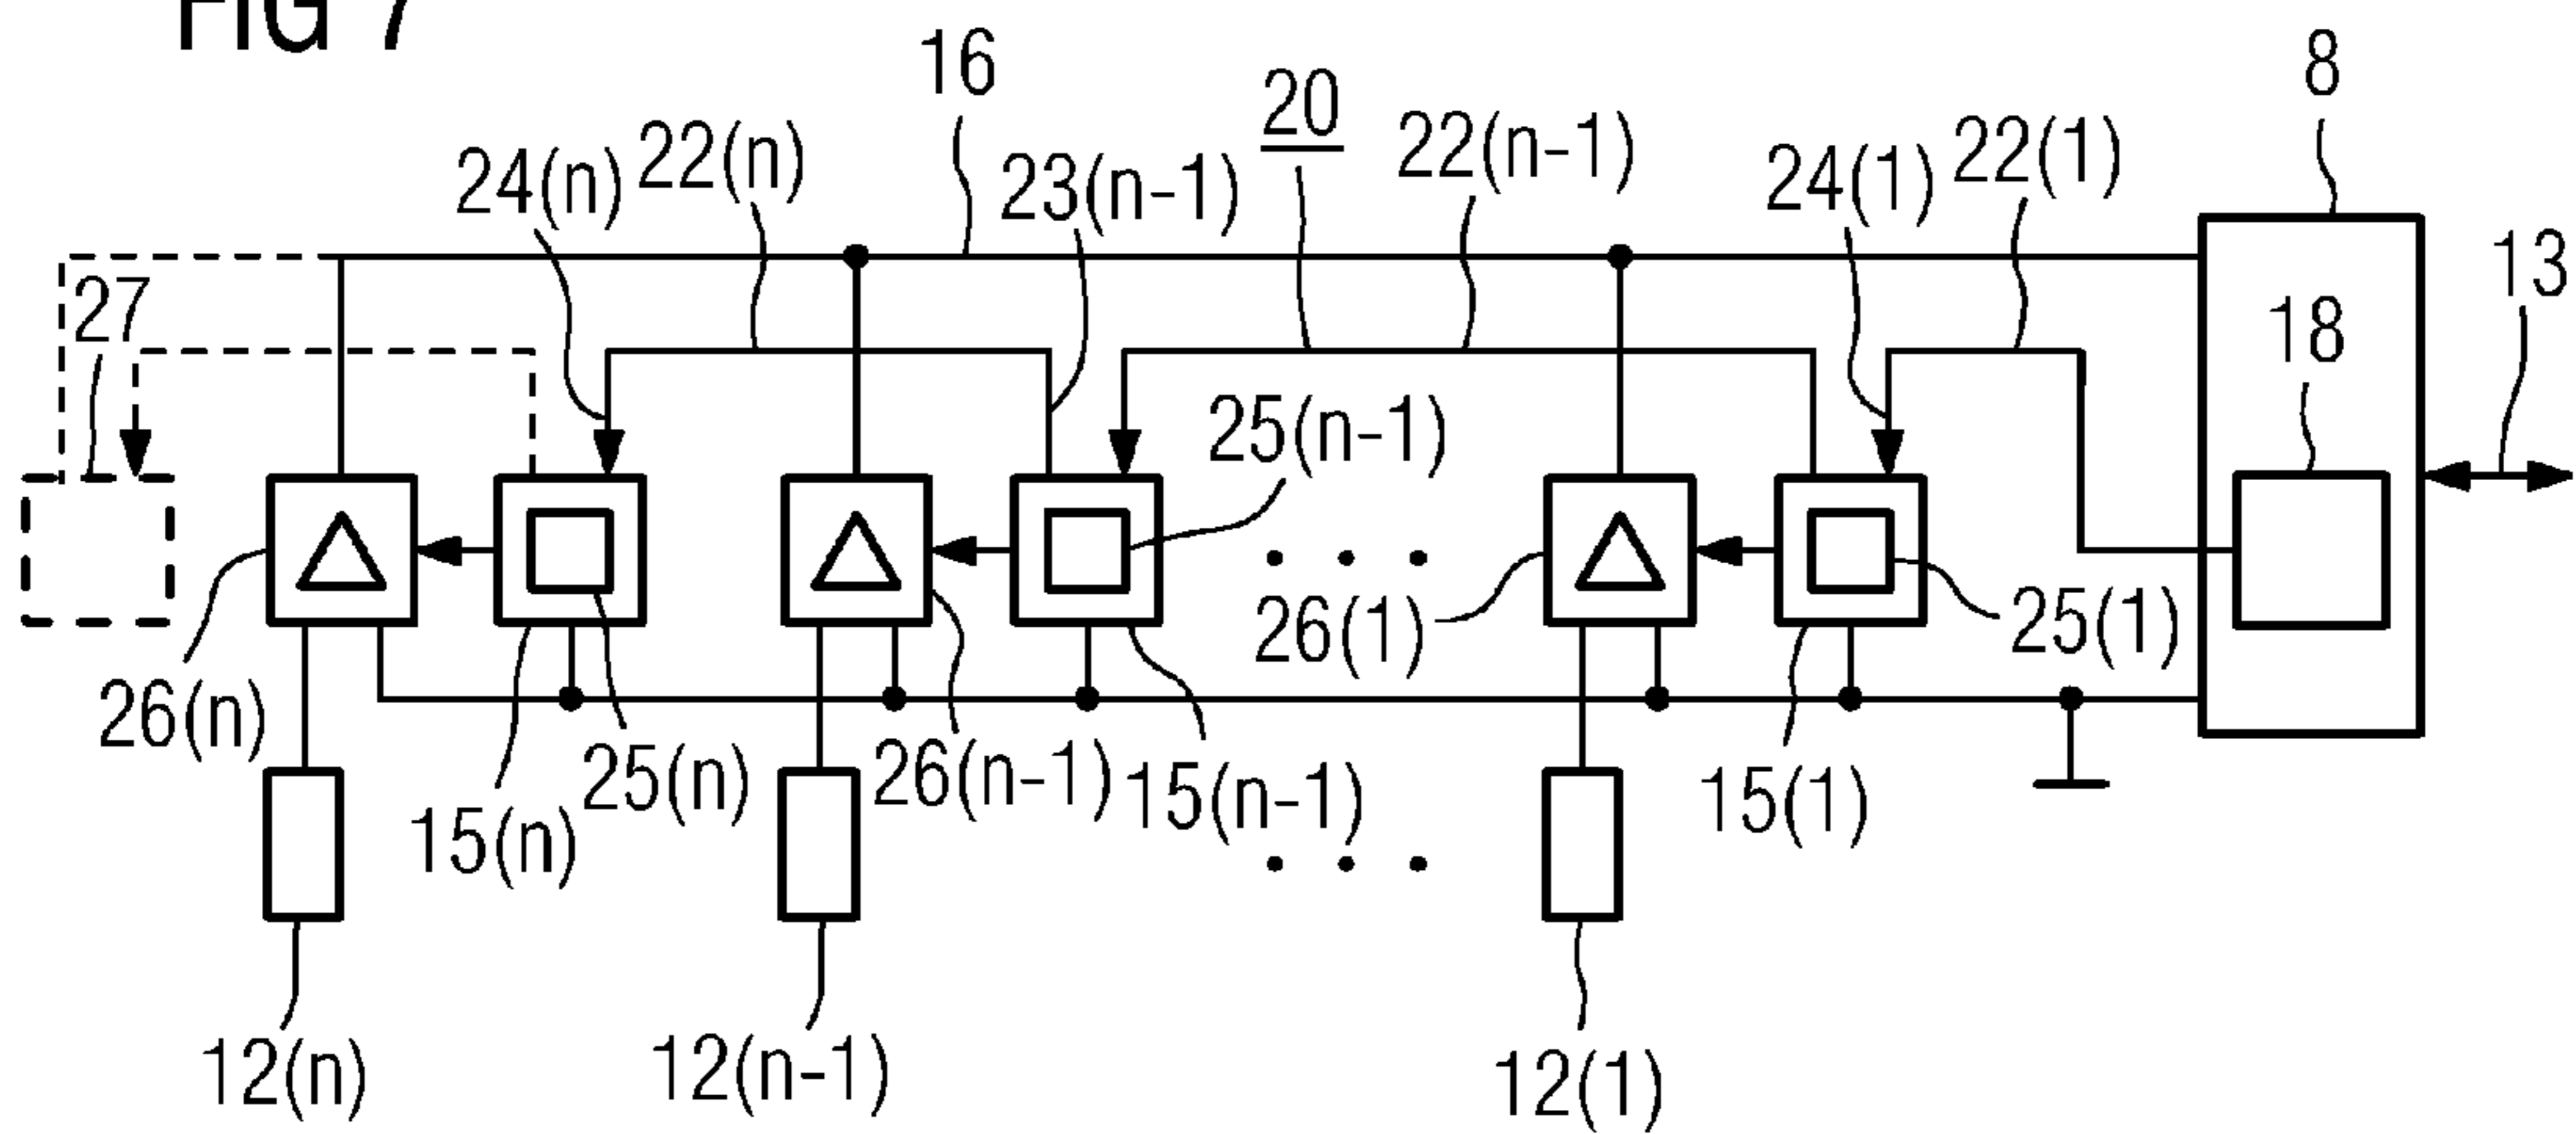 FIG 7
16
8
20
22(n-1)
22(n)
24(n)
23(n-1)
24(1)
22(1)
13
27
18
25(n-1)
26(1)
25(1)
26(n)
25(n)
26(n-1)
15(n-1)
15(1)
15(n)
12(n)
12(n-1)
12(1)